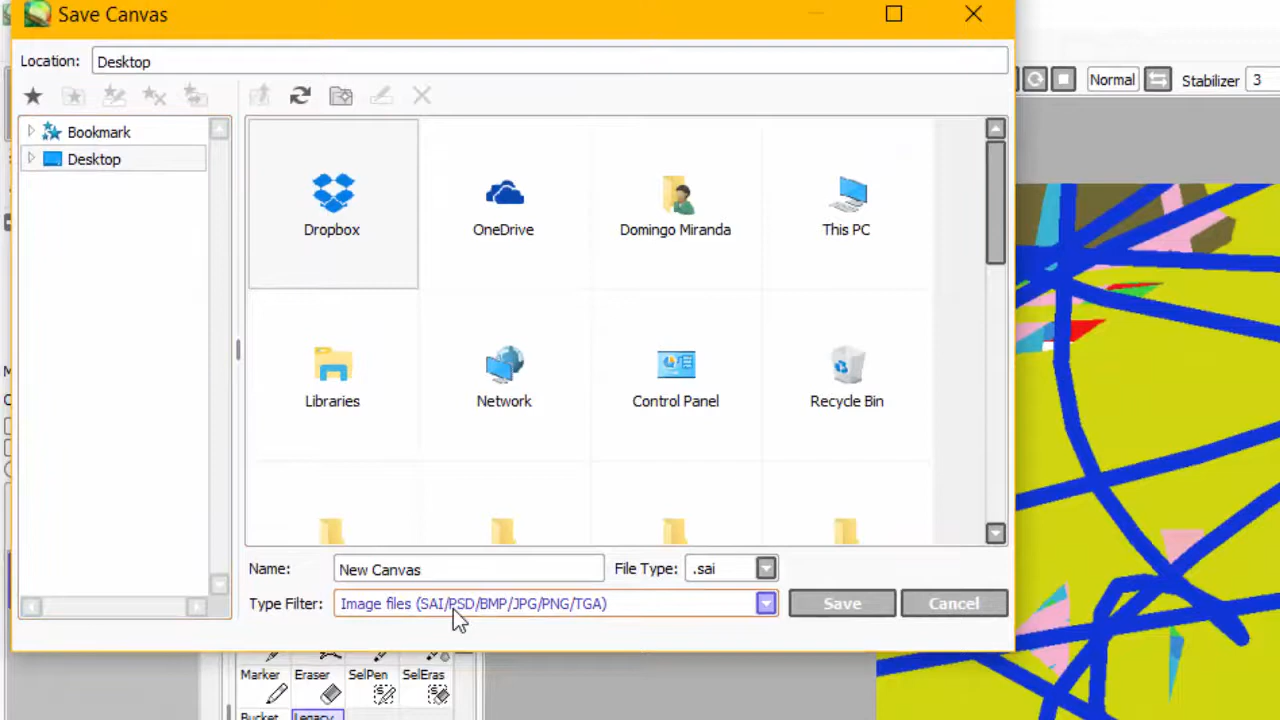 Save Canvas
Location: Desktop
Normal Stabilizer 3
Bookmark
Desktop
Dropbox OneDrive Domingo Miranda This PC
Libraries Network Control Panel Recycle Bin
Name: New Canvas File Type: .sai
Type Filter: Image files (SAI/PSD/BMP/JPG/PNG/TGA) Save Cancel
Marker Eraser SelPen SelEras
Bucket Legacy